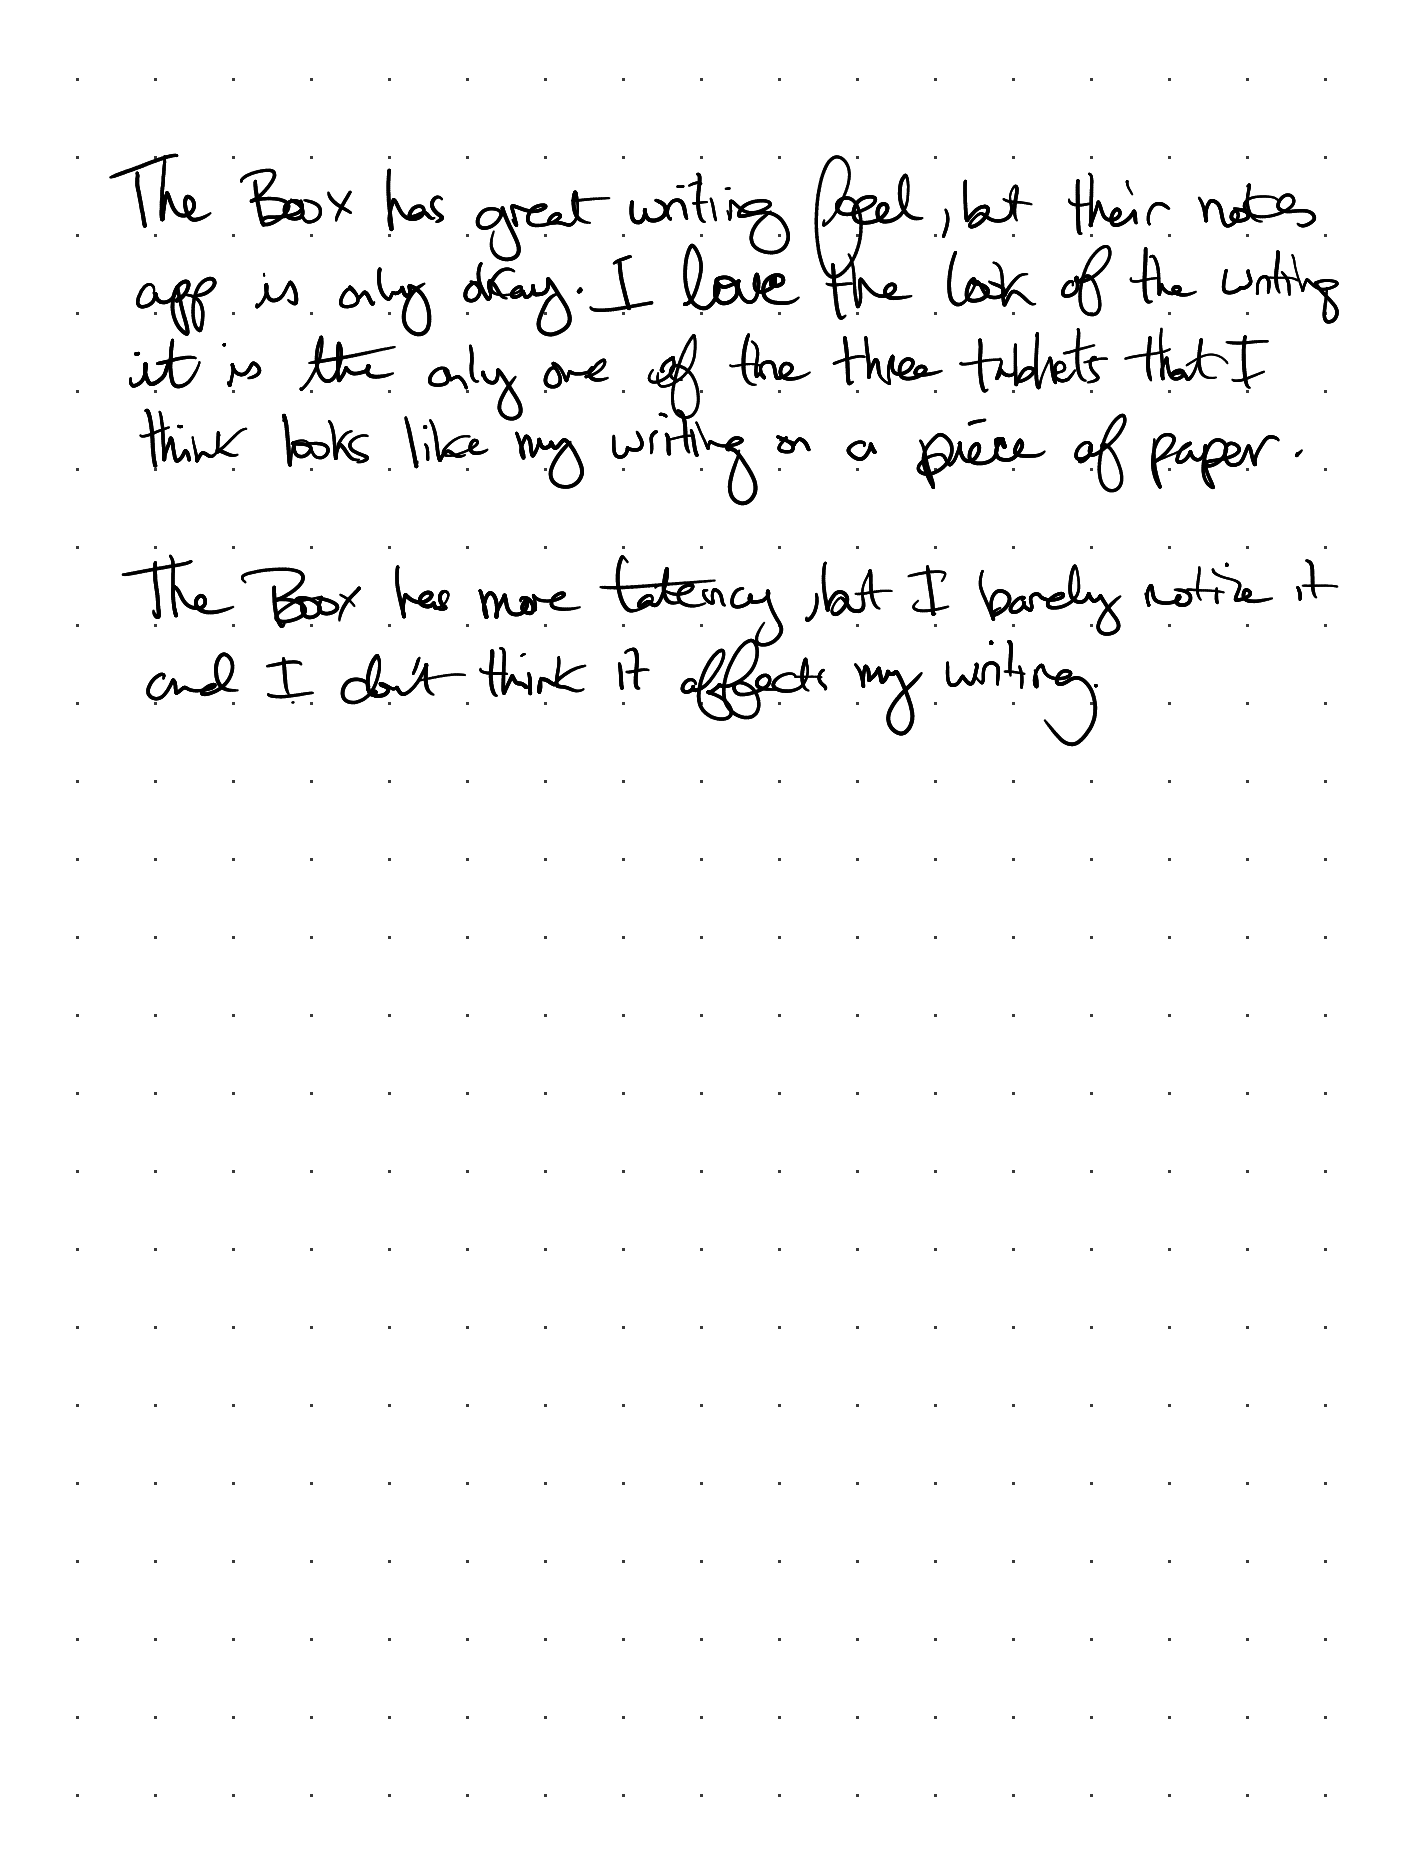 The Boox has great writing feel, but their notes
app is only okay. I love the look of the writing
it is the only one of the three tablets that I
think looks like my writing on a piece of paper.
The Boox has more latency, but I barely notice it
and I don't think it affects my writing.